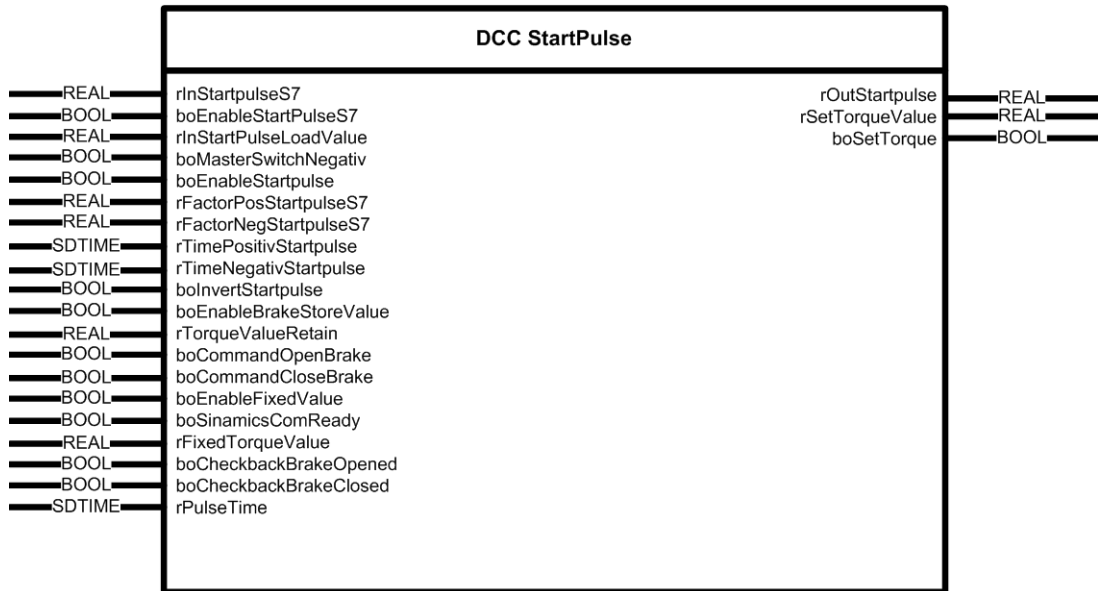 DCC StartPulse
REAL rInStartpulseS7 rOutStartpulse REAL
BOOL boEnableStartPulseS7 rSetTorqueValue REAL
REAL rInStartPulseLoadValue boSetTorque BOOL
BOOL boMasterSwitchNegativ
BOOL boEnableStartpulse
REAL rFactorPosStartpulseS7
REAL rFactorNegStartpulseS7
SDTIME rTimePositivStartpulse
SDTIME rTimeNegativStartpulse
BOOL boInvertStartpulse
BOOL boEnableBrakeStoreValue
REAL rTorqueValueRetain
BOOL boCommandOpenBrake
BOOL boCommandCloseBrake
BOOL boEnableFixedValue
BOOL boSinamicsComReady
REAL rFixedTorqueValue
BOOL boCheckbackBrakeOpened
BOOL boCheckbackBrakeClosed
SDTIME rPulseTime